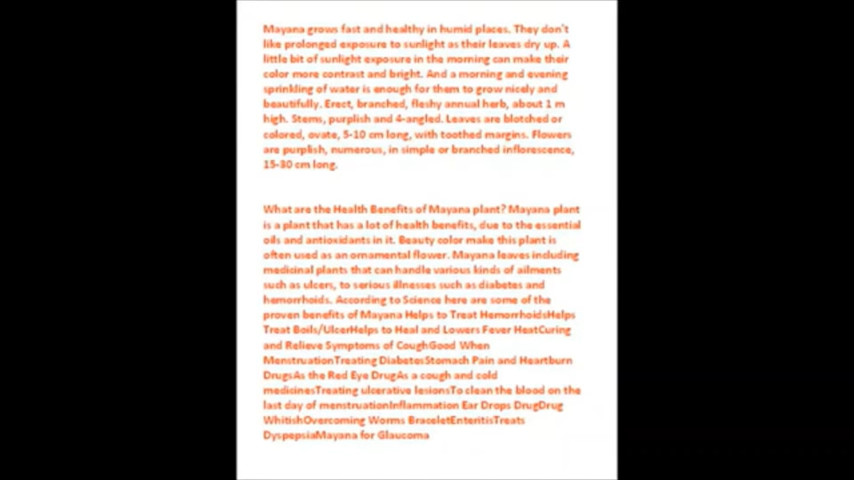 Mayana grows fast and healthy in humid places. They don't
like prolonged exposure to sunlight as their leaves dry up. A
little bit of sunlight exposure in the morning can make their
color more contrast and bright. And a morning and evening
sprinkling of water is enough for them to grow nicely and
beautifully. Erect, branched, fleshy annual herb, about 1 m
high. Stems, purplish and 4-angled. Leaves are blotched or
colored, ovate, 5-10 cm long, with toothed margins. Flowers
are purplish, numerous, in simple or branched inflorescence,
15-30 cm long.
What are the Health Benefits of Mayana plant? Mayana plant
is a plant that has a lot of health benefits, due to the essential
oils and antioxidants in it. Beauty color make this plant is
often used as an ornamental flower. Mayana leaves including
medicinal plants that can handle various kinds of ailments
such as ulcers, to serious illnesses such as diabetes and
hemorrhoids. According to Science here are some of the
proven benefits of Mayana Helps to Treat HemorrhoidsHelps
Treat Boils/UlcerHelps to Heal and Lowers Fever HeatCuring
and Relieve Symptoms of CoughGood When
MenstruationTreating DiabetesStomach Pain and Heartburn
DrugsAs the Red Eye DrugAs a cough and cold
medicinesTreating ulcerative lesionsTo clean the blood on the
last day of menstruationInflammation Ear Drops DrugDrug
WhitishOvercoming Worms BraceletEnteritisTreats
DyspepsiaMayana for Glaucoma